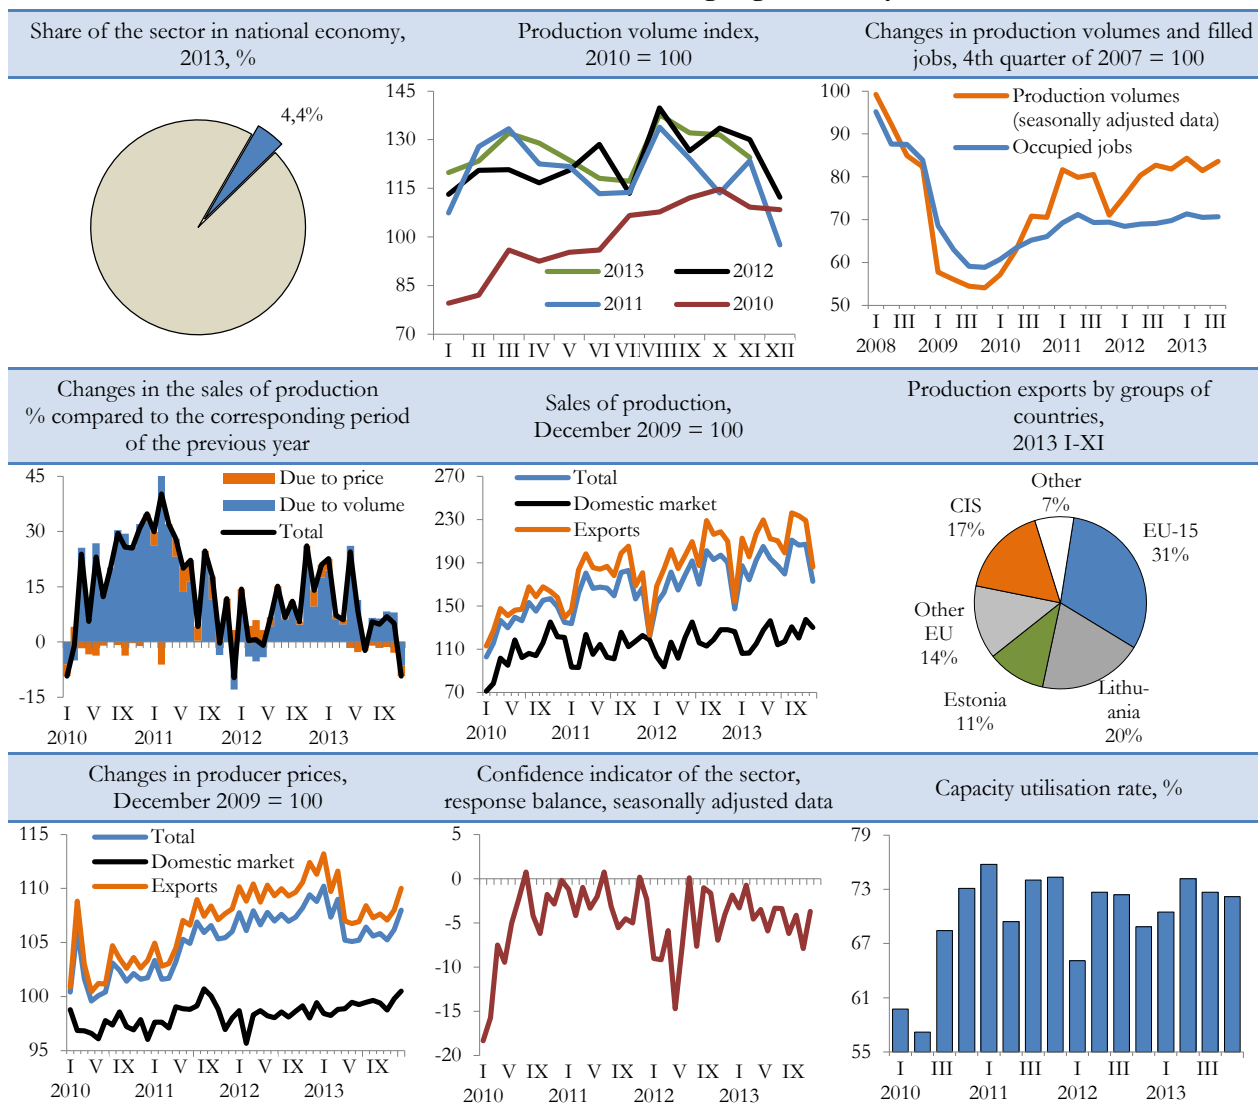 Share of the sector in national economy,
2013, %
4,4%
Production volume index,
2010 = 100
145
130
115
100
85
70
2013
2012
2011
2010
I II III IV V VI VII VIII IX X XI XII
Changes in production volumes and filled
jobs, 4th quarter of 2007 = 100
100
90
80
70
60
50
Production volumes
(seasonally adjusted data)
Occupied jobs
I III I III I III I III I III I III
2008 2009 2010 2011 2012 2013
Changes in the sales of production
% compared to the corresponding period
of the previous year
45
30
15
0
-15
Due to price
Due to volume
Total
I V IX I V IX I V IX I V IX
2010 2011 2012 2013
Sales of production,
December 2009 = 100
270
230
190
150
110
70
Total
Domestic market
Exports
I V IX I V IX I V IX I V IX
2010 2011 2012 2013
Production exports by groups of
countries,
2013 I-XI
Other
7%
CIS
17%
EU-15
31%
Other
EU
14%
Estonia
11%
Lithu-
ania
20%
Changes in producer prices,
December 2009 = 100
115
110
105
100
95
Total
Domestic market
Exports
I V IX I V IX I V IX I V IX
2010 2011 2012 2013
Confidence indicator of the sector,
response balance, seasonally adjusted data
5
0
-5
-10
-15
-20
I V IX I V IX I V IX I V IX
2010 2011 2012 2013
Capacity utilisation rate, %
79
73
67
61
55
I III I III I III I III
2010 2011 2012 2013